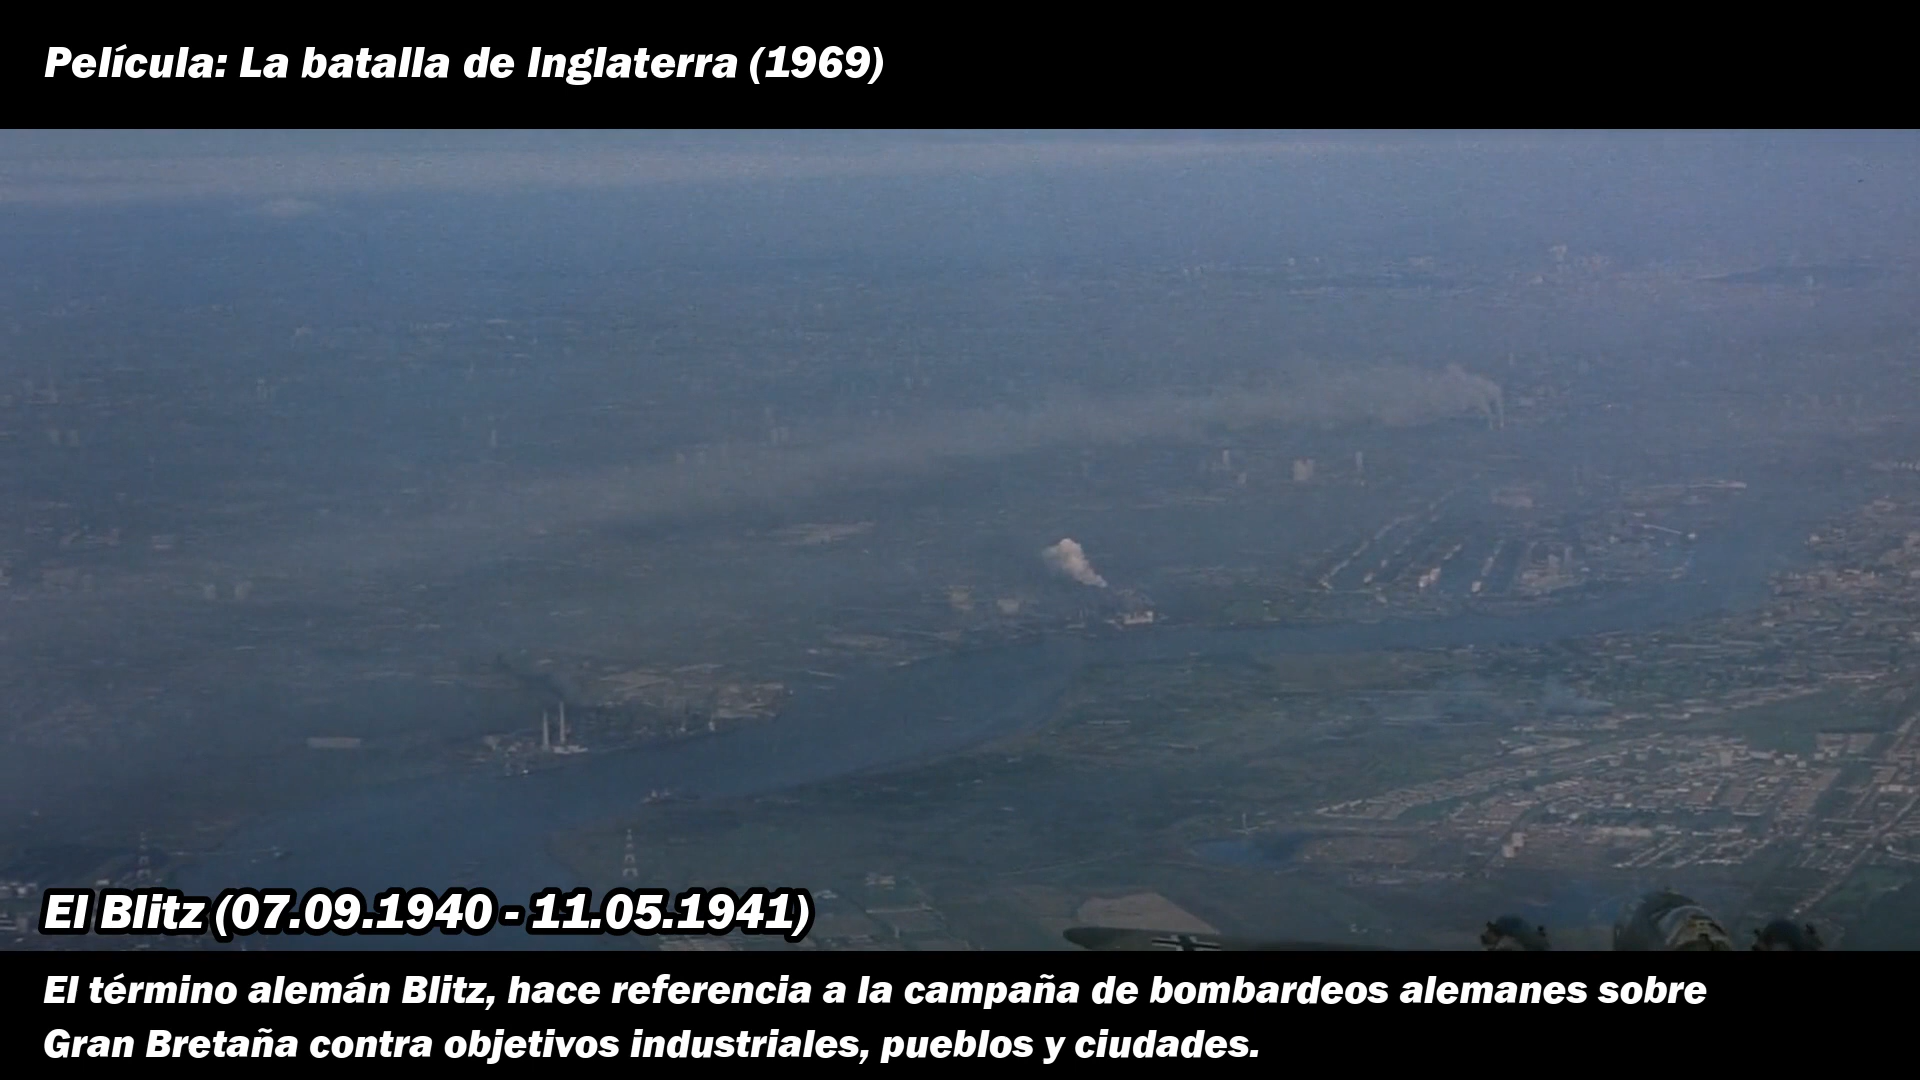 Película: La batalla de Inglaterra (1969)
El Blitz (07.09.1940 - 11.05.1941)
El término alemán Blitz, hace referencia a la campaña de bombardeos alemanes sobre
Gran Bretaña contra objetivos industriales, pueblos y ciudades.